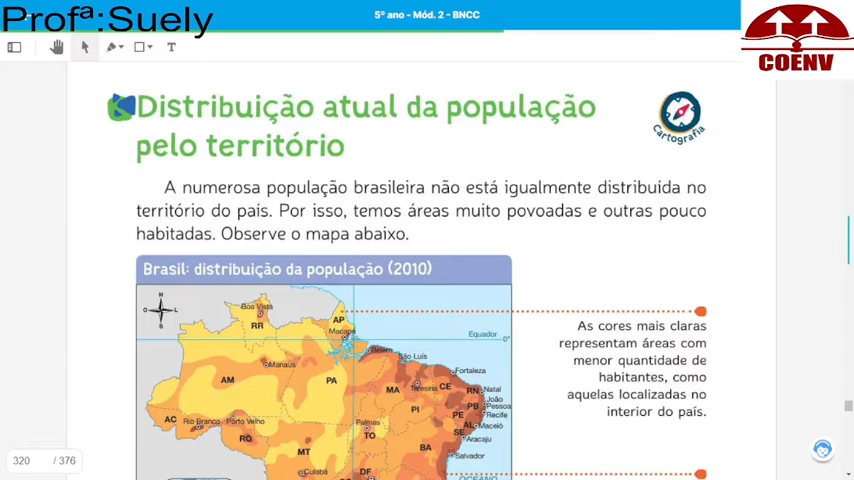 Profª:Suely
5º ano - Mód. 2 - BNCC
COENV
T
Distribuição atual da população
pelo território
Cartografia
A numerosa população brasileira não está igualmente distribuída no
território do país. Por isso, temos áreas muito povoadas e outras pouco
habitadas. Observe o mapa abaixo.
Brasil: distribuição da população (2010)
N
O L
S
Boa Vista
RR
AP
Macapá
Equador
0°
Belém
São Luís
Manaus
Fortaleza
AM
PA
MA
Teresina
CE
RN
Natal
João
Pessoa
PB
PI
PE
Recife
AC
Rio Branco
Porto Velho
Palmas
AL
Maceió
TO
SE
Aracaju
RO
BA
MT
Salvador
Cuiabá
DF
OCEANO
As cores mais claras
representam áreas com
menor quantidade de
habitantes, como
aquelas localizadas no
interior do país.
320 / 376